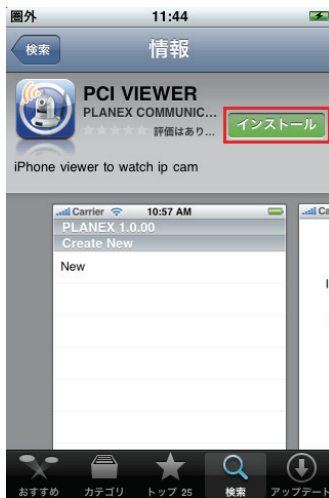 圏外 11:44
検索 情報
PCI VIEWER
PLANEX COMMUNIC...
評価はあり...
インストール
iPhone viewer to watch ip cam
Carrier 10:57 AM
PLANEX 1.0.00
Create New
New
おすすめ カテゴリ トップ 25 検索 アップデート